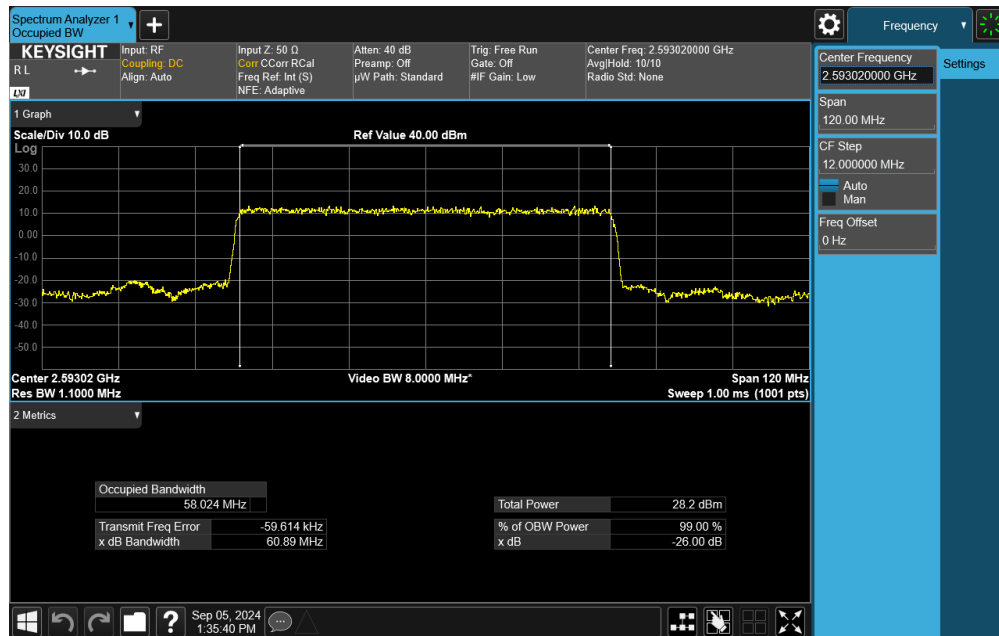 Spectrum Analyzer 1
Occupied BW
Frequency
KEYSIGHT
R L
LXI
Input: RF
Coupling: DC
Align: Auto
Input Z: 50 Ω
Corr CCorr RCal
Freq Ref: Int (S)
NFE: Adaptive
Atten: 40 dB
Preamp: Off
µW Path: Standard
Trig: Free Run
Gate: Off
#IF Gain: Low
Center Freq: 2.593020000 GHz
Avg|Hold: 10/10
Radio Std: None
Center Frequency
2.593020000 GHz
Settings
Span
120.00 MHz
CF Step
12.000000 MHz
Auto
Man
Freq Offset
0 Hz
1 Graph
Scale/Div 10.0 dB
Ref Value 40.00 dBm
Log
30.0
20.0
10.0
0.00
-10.0
-20.0
-30.0
-40.0
-50.0
Center 2.59302 GHz
Video BW 8.0000 MHz*
Span 120 MHz
Res BW 1.1000 MHz
Sweep 1.00 ms (1001 pts)
2 Metrics
Occupied Bandwidth
58.024 MHz
Transmit Freq Error -59.614 kHz
x dB Bandwidth 60.89 MHz
Total Power 28.2 dBm
% of OBW Power 99.00 %
x dB -26.00 dB
?
Sep 05, 2024
1:35:40 PM